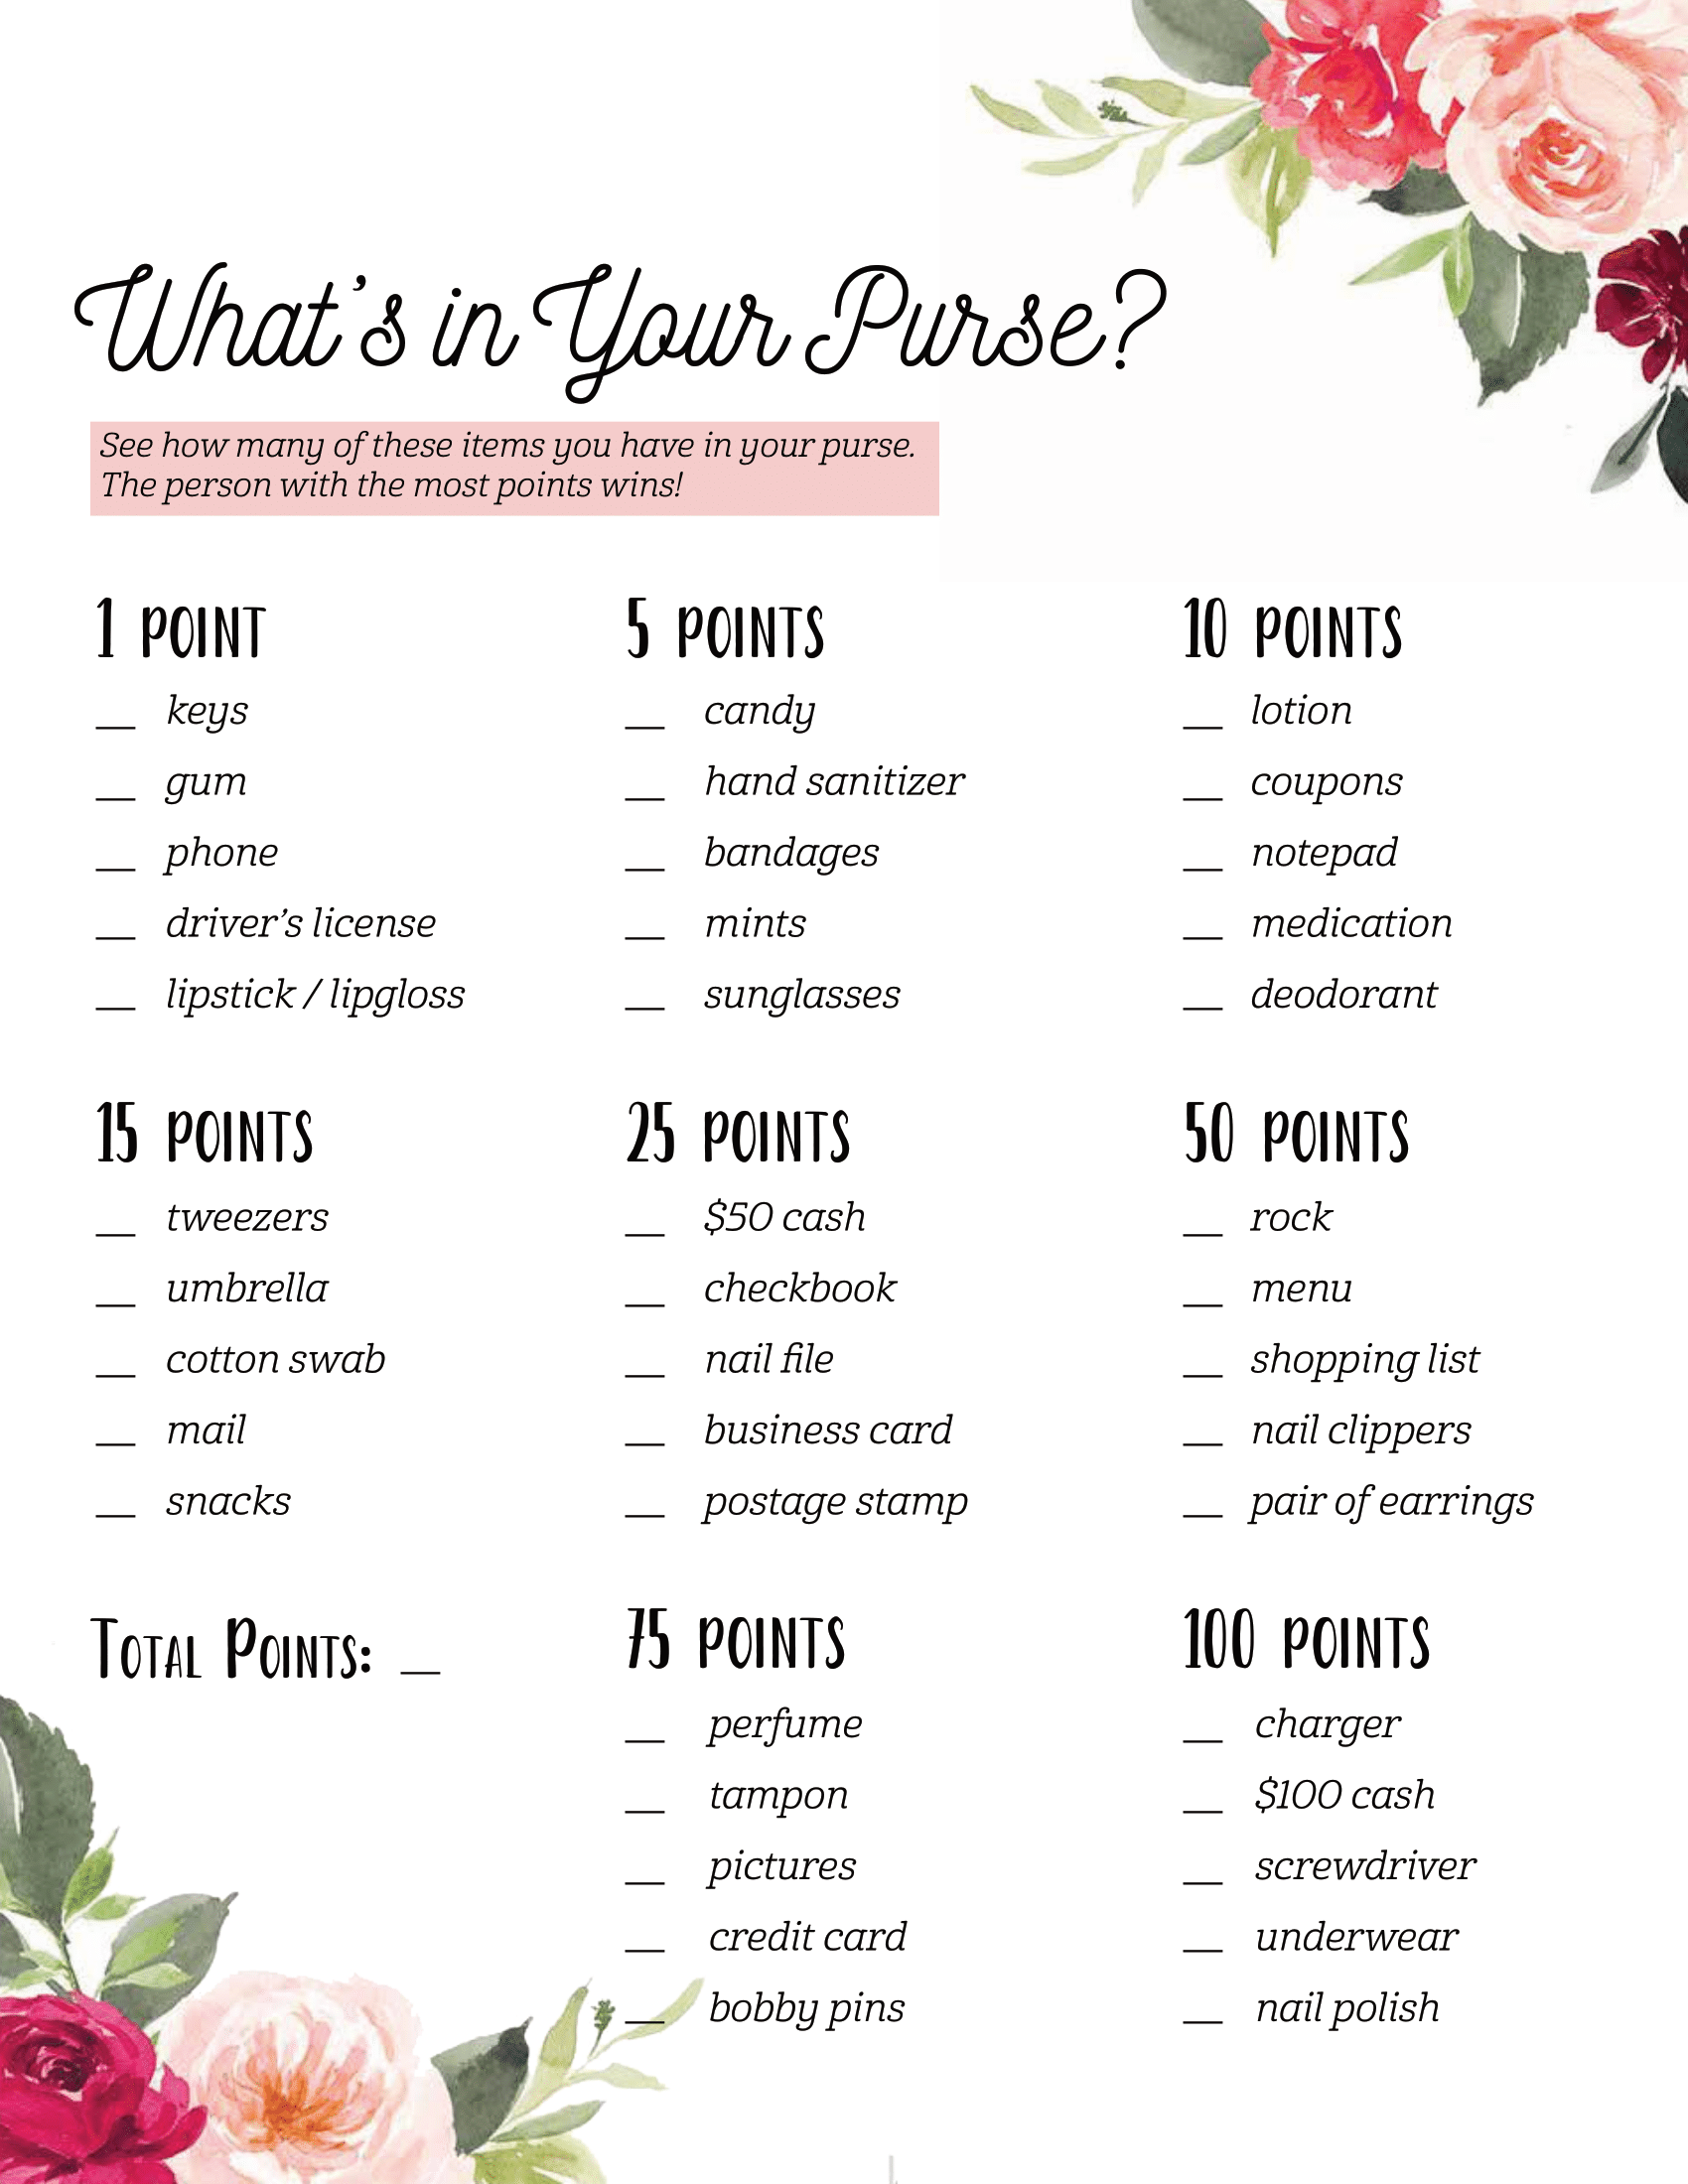 What's in Your Purse?
See how many of these items you have in your purse.
The person with the most points wins!
1 POINT
__ keys
__ gum
__ phone
__ driver’s license
__ lipstick / lipgloss
5 POINTS
__ candy
__ hand sanitizer
__ bandages
__ mints
__ sunglasses
10 POINTS
__ lotion
__ coupons
__ notepad
__ medication
__ deodorant
15 POINTS
__ tweezers
__ umbrella
__ cotton swab
__ mail
__ snacks
25 POINTS
__ $50 cash
__ checkbook
__ nail file
__ business card
__ postage stamp
50 POINTS
__ rock
__ menu
__ shopping list
__ nail clippers
__ pair of earrings
TOTAL POINTS: __
75 POINTS
__ perfume
__ tampon
__ pictures
__ credit card
__ bobby pins
100 POINTS
__ charger
__ $100 cash
__ screwdriver
__ underwear
__ nail polish